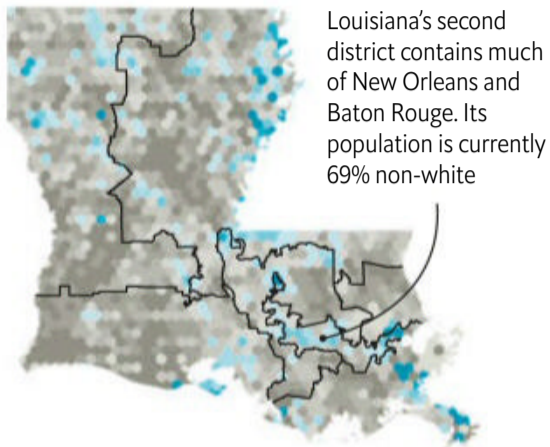 Louisiana's second
district contains much
of New Orleans and
Baton Rouge. Its
population is currently
69% non-white